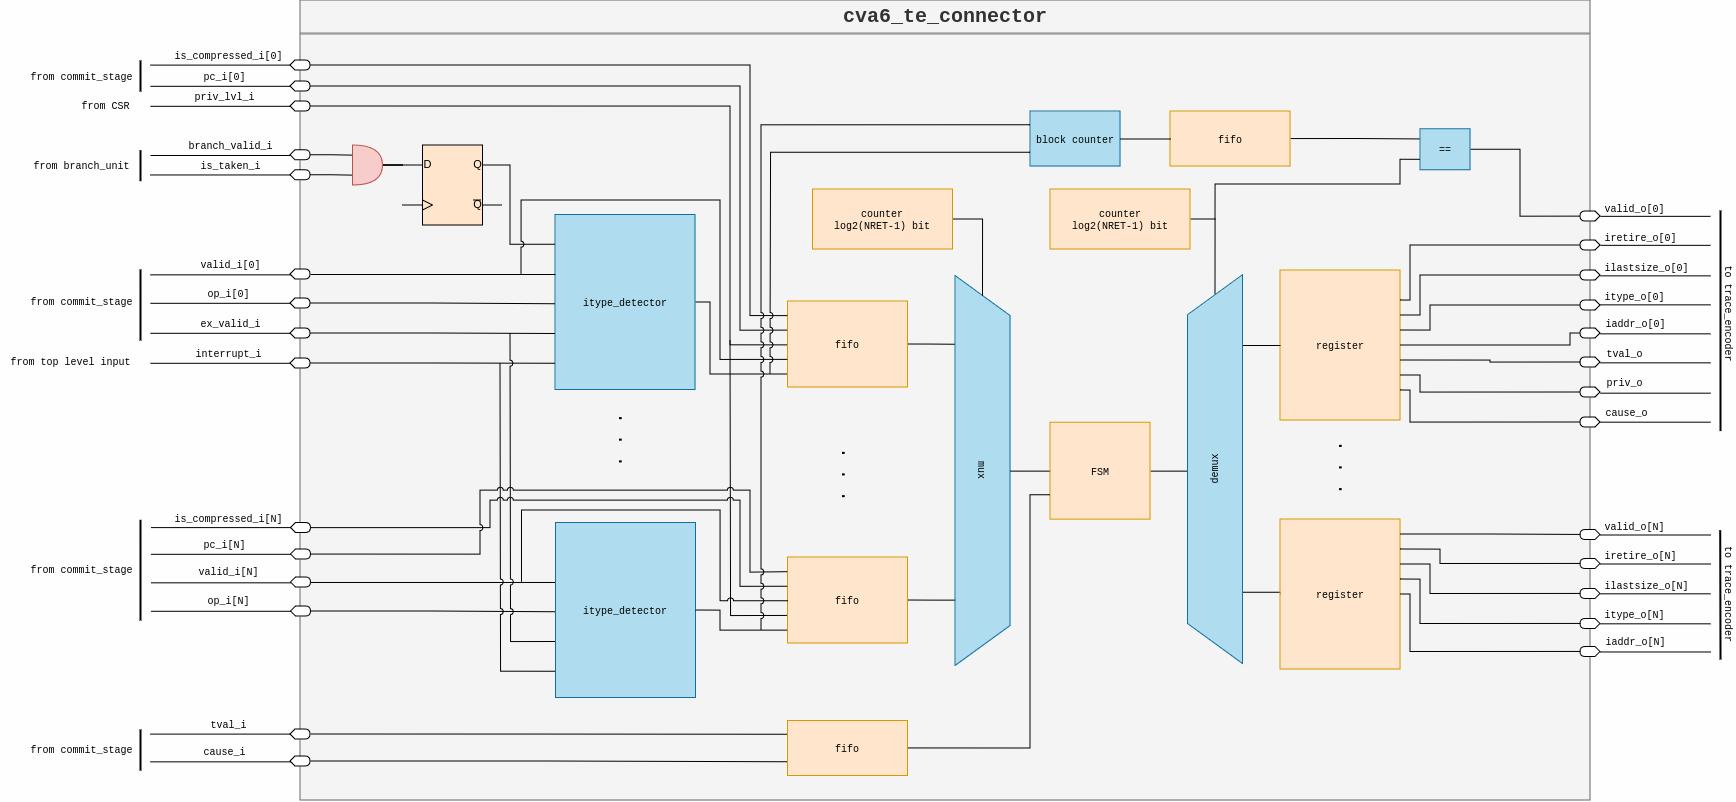 cva6_te_connector
is_compressed_i[0]
from commit_stage
pc_i[0]
priv_lvl_i
from CSR
branch_valid_i
from branch_unit
is_taken_i
D
Q
Q
valid_i[0]
op_i[0]
from commit_stage
ex_valid_i
interrupt_i
from top level input
itype_detector
block counter
fifo
==
counter
log2(NRET-1) bit
counter
log2(NRET-1) bit
fifo
mux
FSM
demux
register
valid_o[0]
iretire_o[0]
ilastsize_o[0]
itype_o[0]
iaddr_o[0]
tval_o
priv_o
cause_o
to trace_encoder
is_compressed_i[N]
pc_i[N]
from commit_stage
valid_i[N]
op_i[N]
itype_detector
fifo
register
valid_o[N]
iretire_o[N]
ilastsize_o[N]
itype_o[N]
iaddr_o[N]
to trace_encoder
tval_i
from commit_stage
cause_i
fifo